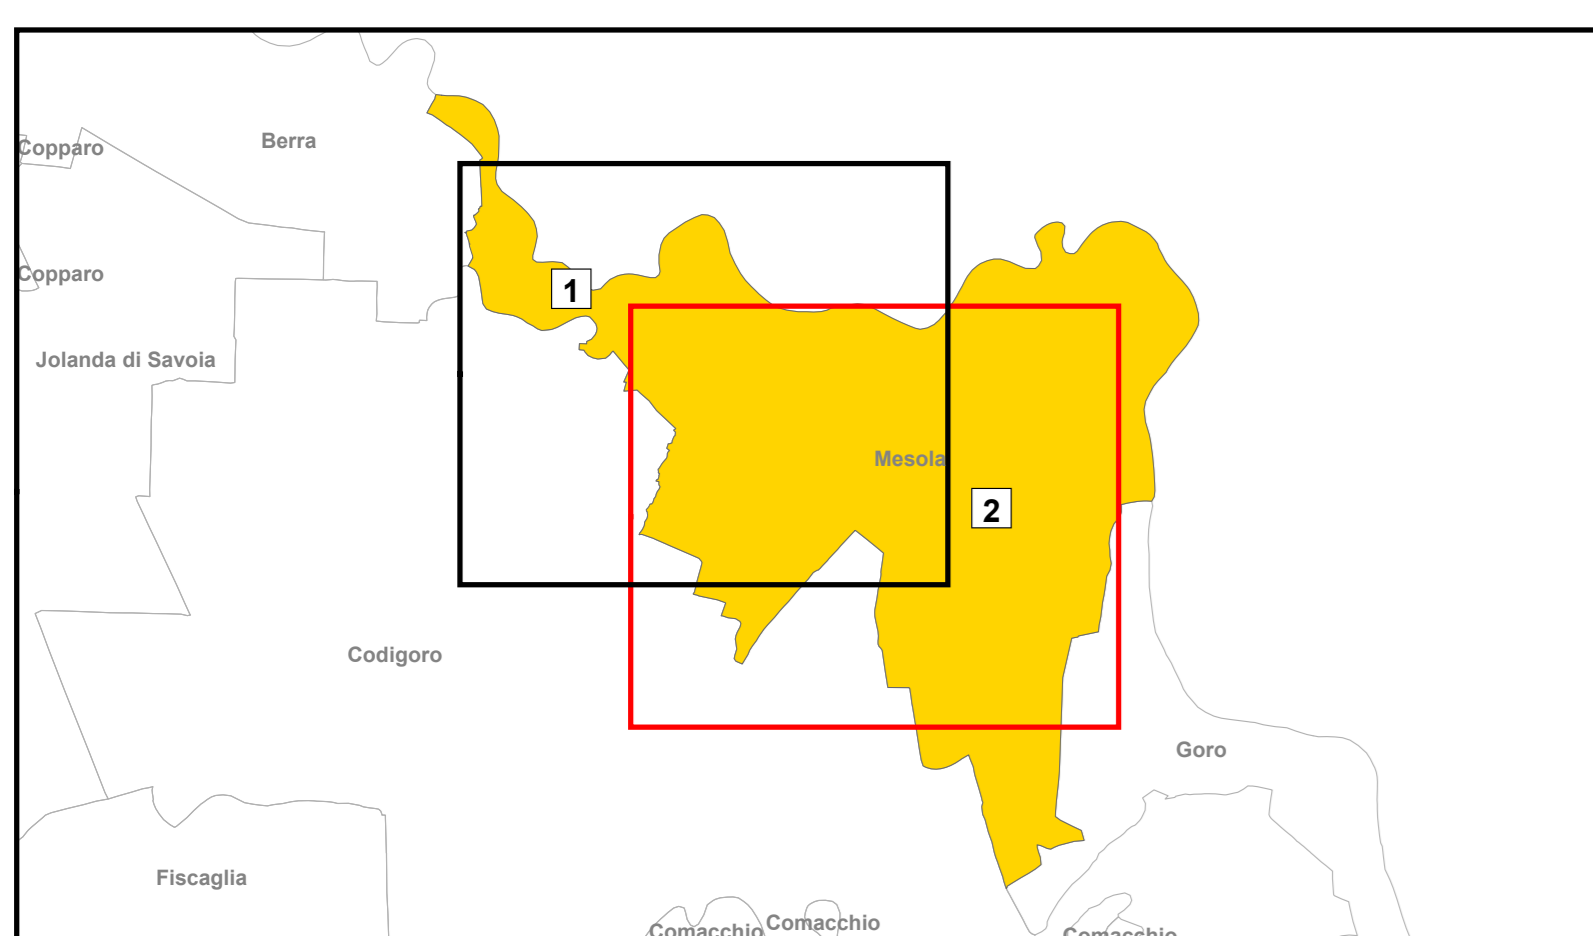 Berra
Copparo
Copparo
1
Jolanda di Savoia
Mesola
2
Codigoro
Goro
Fiscaglia
Comacchio
Comacchio
Comacchio